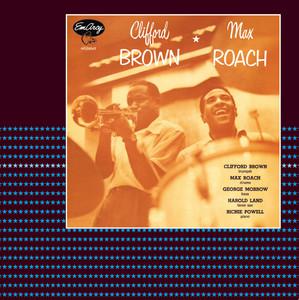 EmArcy
Clifford
BROWN
★
Max
ROACH
CLIFFORD BROWN
trumpet
MAX ROACH
drums
GEORGE MORROW
bass
HAROLD LAND
tenor sax
RICHIE POWELL
piano